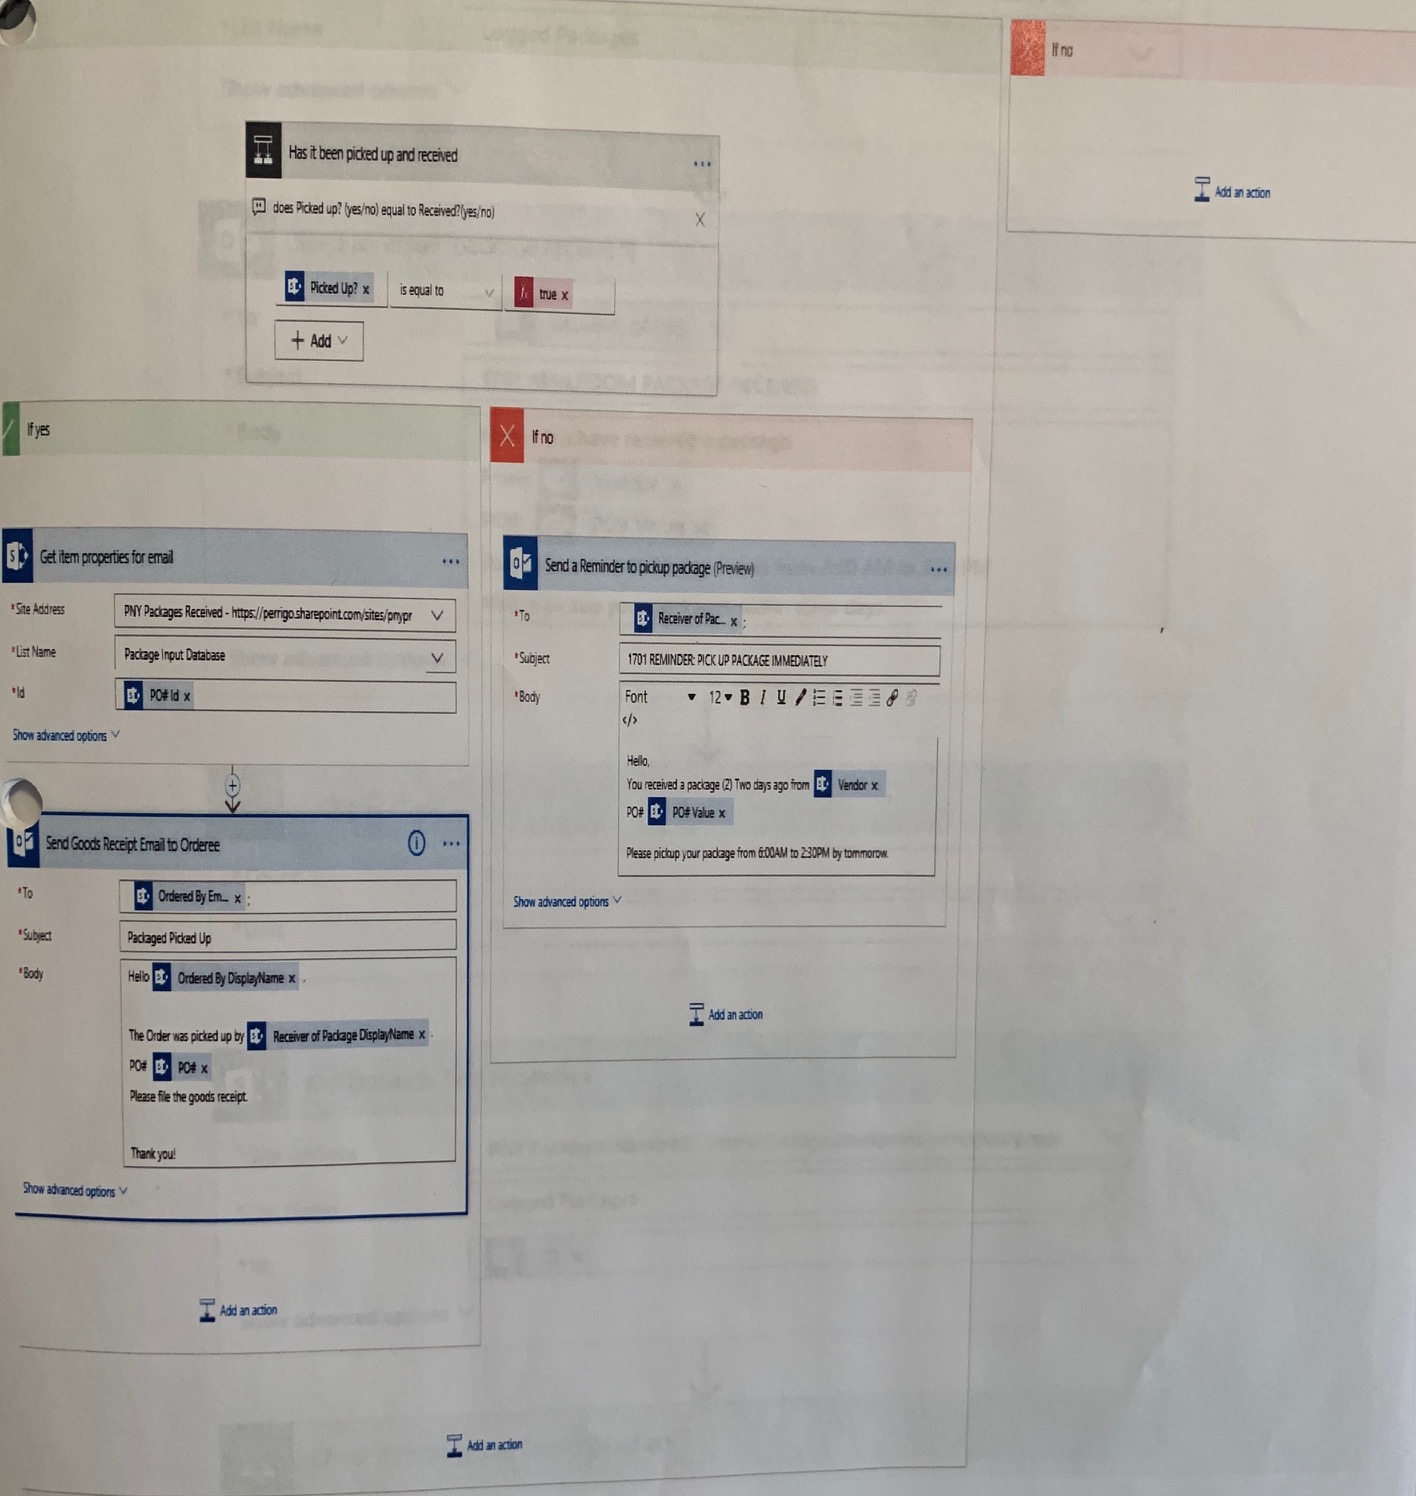 If no
Add an action
Has it been picked up and received
does Picked up? (yes/no) equal to Received?(yes/no)
Picked Up? x
is equal to
true x
+ Add
If yes
If no
Get item properties for email
*Site Address
PNY Packages Received - https://perrigo.sharepoint.com/sites/pnypr
*List Name
Package Input Database
*Id
PO# Id x
Show advanced options
Send a Reminder to pickup package (Preview)
*To
Receiver of Pac... x ;
*Subject
1701 REMINDER: PICK UP PACKAGE IMMEDIATELY
*Body
Font 12 B I U
</>
Hello,
You received a package (2) Two days ago from Vendor x
PO# PO# Value x
Please pickup your package from 6:00AM to 2:30PM by tommorow.
Show advanced options
Add an action
Send Goods Receipt Email to Orderee
*To
Ordered By Em... x ;
*Subject
Packaged Picked Up
*Body
Hello Ordered By DisplayName x ,
The Order was picked up by Receiver of Package DisplayName x .
PO# PO# x
Please file the goods receipt.
Thank you!
Show advanced options
Add an action
Add an action